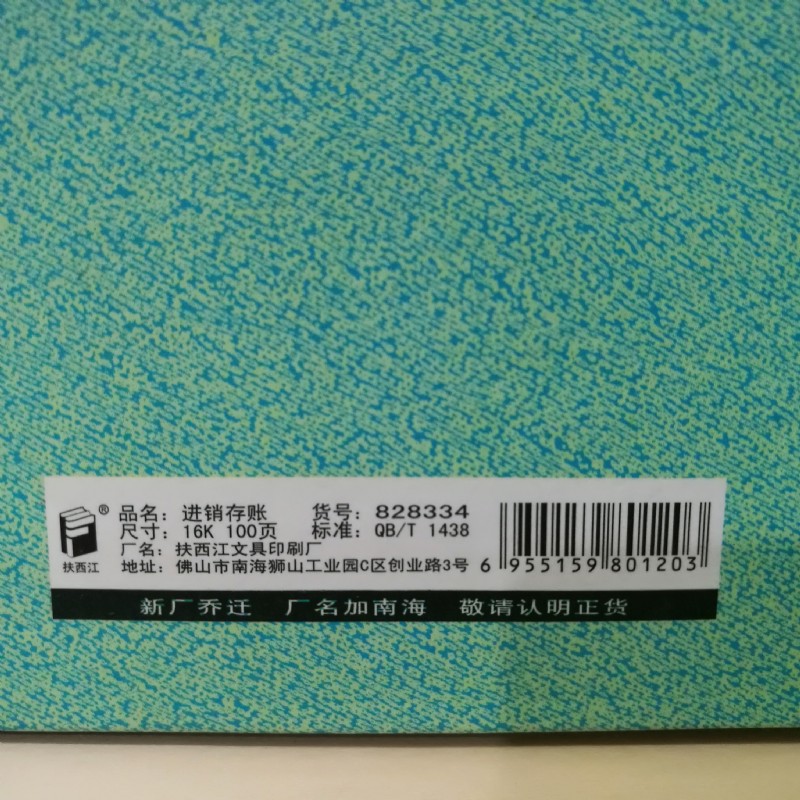 ® 品名：进销存账 货号：828334
尺寸：16K 100页 标准：QB/T 1438
厂名：扶西江文具印刷厂
地址：佛山市南海狮山工业园C区创业路3号
扶西江
6 955159 801203
新厂乔迁 厂名加南海 敬请认明正货